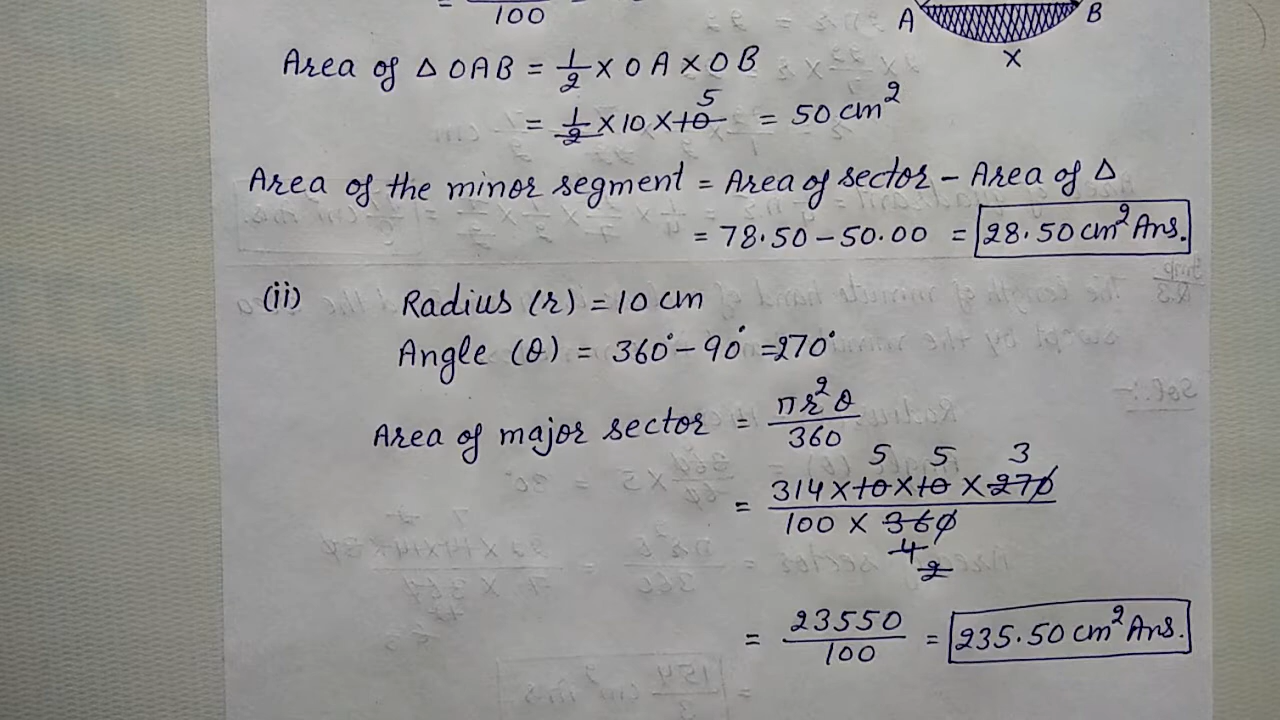 = 100
A B
X
Area of △OAB = 1/2 × OA × OB
= 1/2 × 10 × 10 5 = 50 cm²
Area of the minor segment = Area of sector - Area of △
= 78.50 - 50.00 = 28.50 cm² Ans.
(ii) Radius (r) = 10 cm
Angle (θ) = 360° - 90° = 270°
Area of major sector = πr²θ / 360
5 5 3
= 314 × 10 × 10 × 270 / 100 × 360
4
2
= 23550 / 100 = 235.50 cm² Ans.